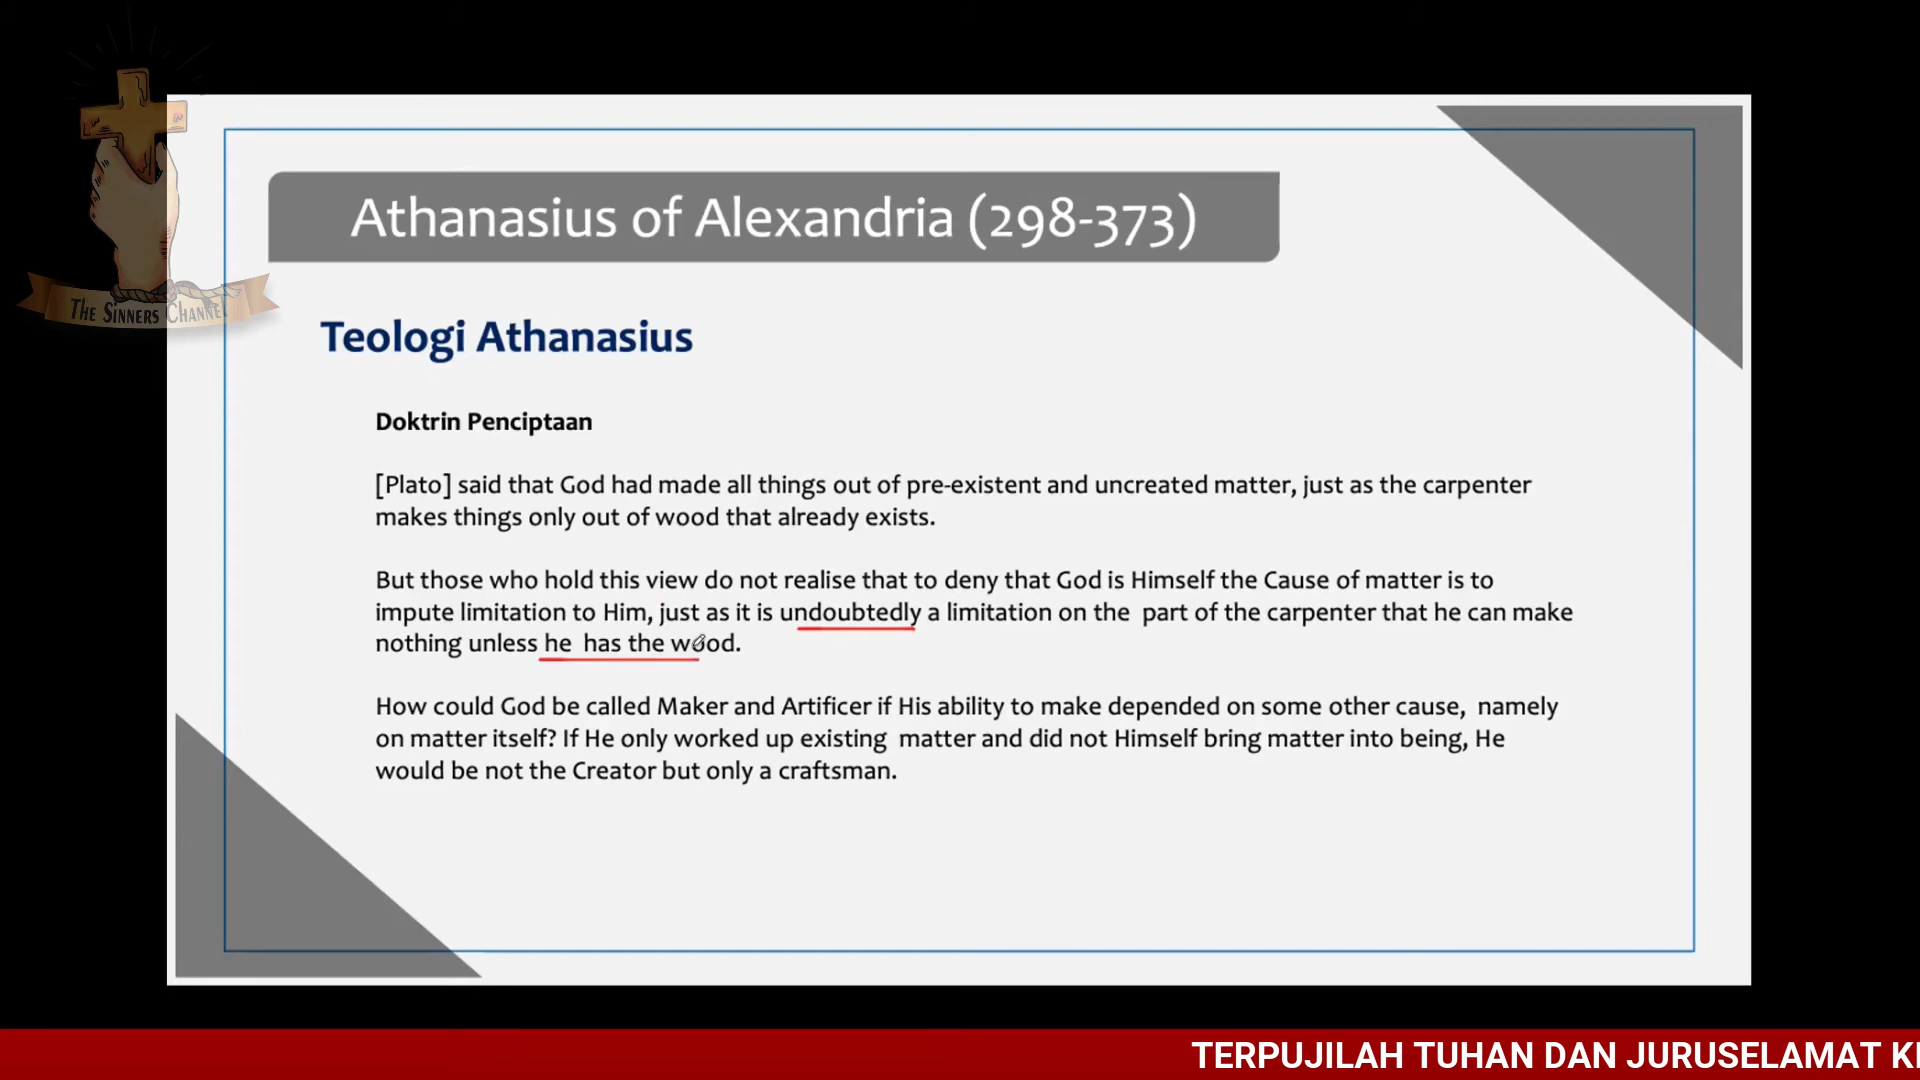 THE SINNERS CHANNEL
Athanasius of Alexandria (298-373)
Teologi Athanasius
Doktrin Penciptaan
[Plato] said that God had made all things out of pre-existent and uncreated matter, just as the carpenter
makes things only out of wood that already exists.
But those who hold this view do not realise that to deny that God is Himself the Cause of matter is to
impute limitation to Him, just as it is undoubtedly a limitation on the part of the carpenter that he can make
nothing unless he has the wood.
How could God be called Maker and Artificer if His ability to make depended on some other cause, namely
on matter itself? If He only worked up existing matter and did not Himself bring matter into being, He
would be not the Creator but only a craftsman.
TERPUJILAH TUHAN DAN JURUSELAMAT